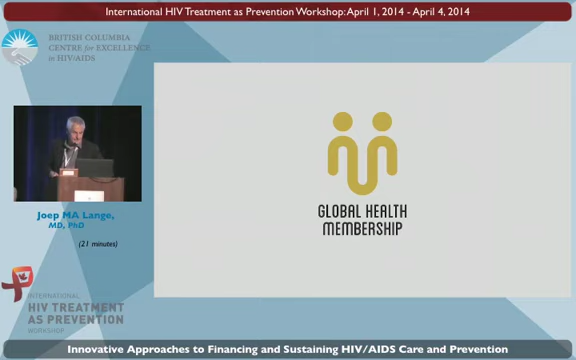 International HIV Treatment as Prevention Workshop: April 1, 2014 - April 4, 2014
BRITISH COLUMBIA
CENTRE for EXCELLENCE
in HIV/AIDS
GLOBAL HEALTH
MEMBERSHIP
Joep MA Lange,
MD, PhD
(21 minutes)
INTERNATIONAL
HIV TREATMENT
AS PREVENTION
WORKSHOP
Innovative Approaches to Financing and Sustaining HIV/AIDS Care and Prevention